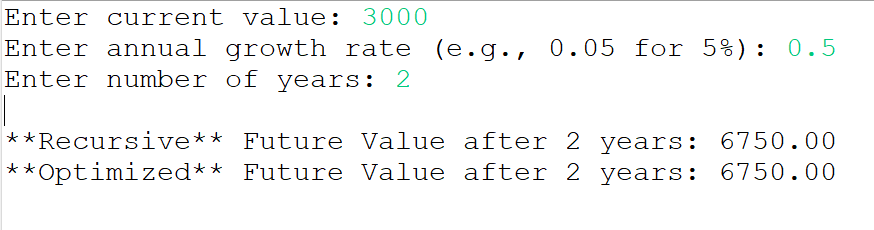 Enter current value: 3000
Enter annual growth rate (e.g., 0.05 for 5%): 0.5
Enter number of years: 2
**Recursive** Future Value after 2 years: 6750.00
**Optimized** Future Value after 2 years: 6750.00